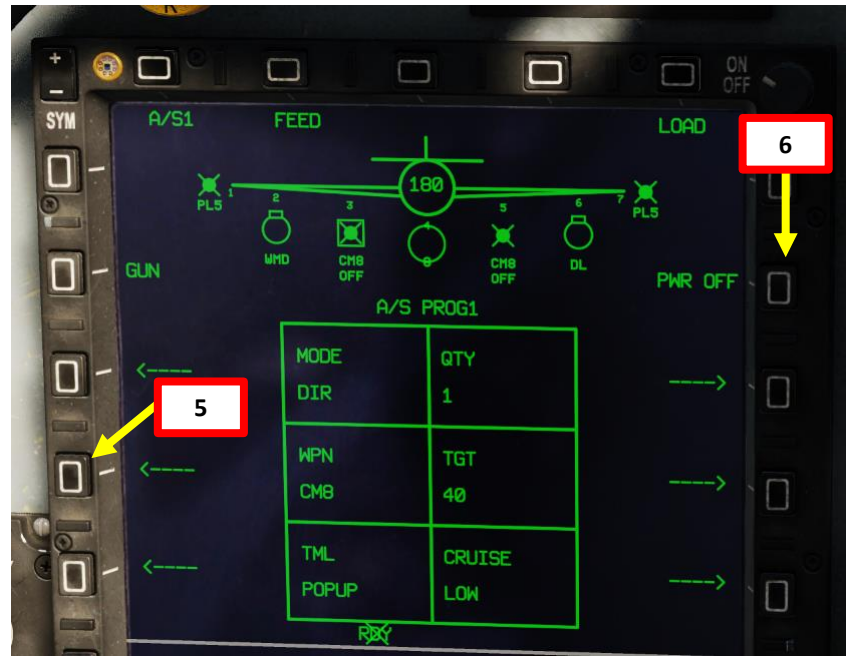 R
+
−
ON
OFF
SYM
A/S1 FEED LOAD
6
180
1 2 3 4 5 6 7
PL5 PL5
WMD CM8 CM8 DL
OFF OFF
GUN PWR OFF
A/S PROG1
MODE QTY
<---- ---->
DIR 1
5
WPN TGT
<---- ---->
CM8 40
TML CRUISE
<---- ---->
POPUP LOW
RDY